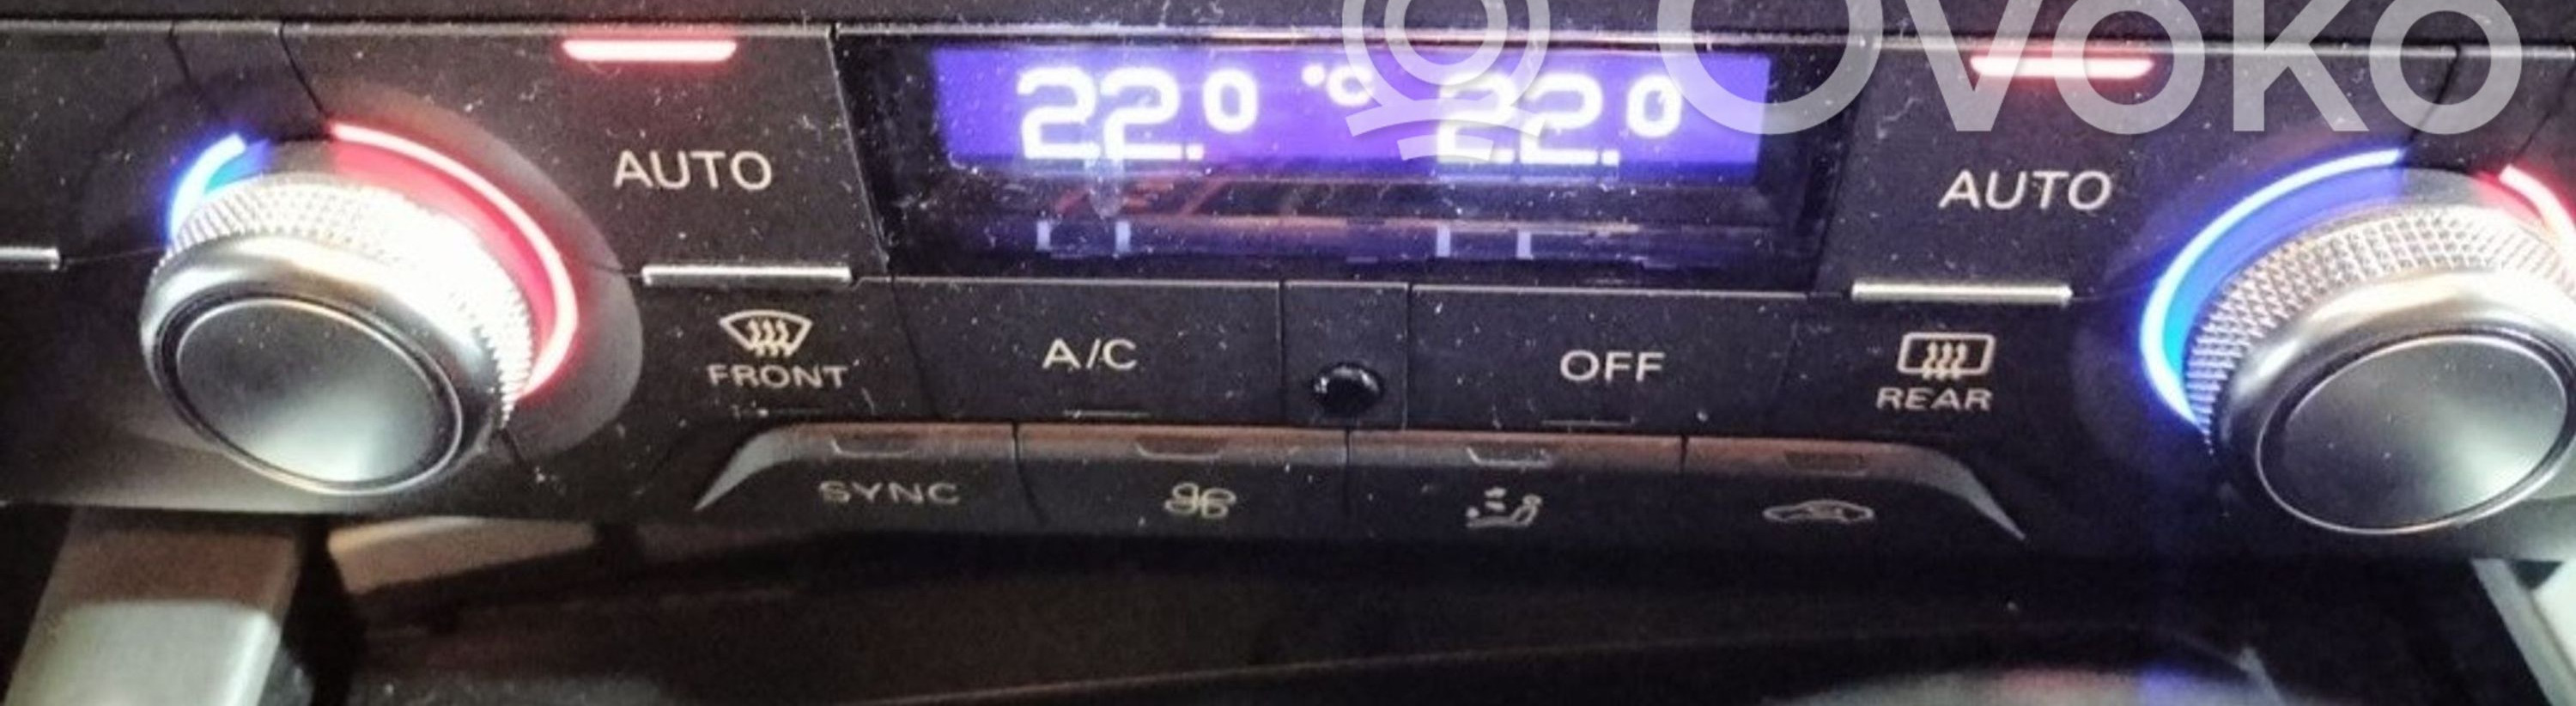 OVOKO
22.0 °C 22.0
AUTO
AUTO
FRONT
A/C
OFF
REAR
SYNC